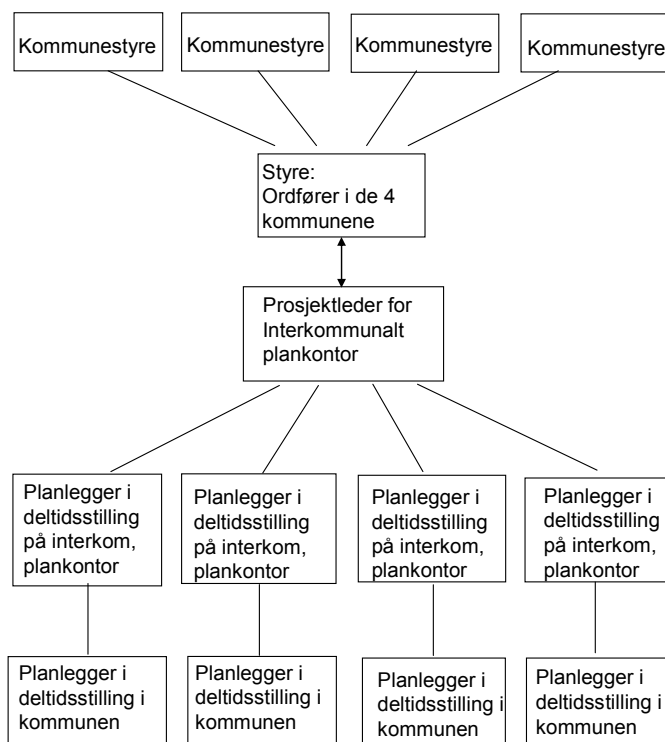 Kommunestyre
Kommunestyre
Kommunestyre
Kommunestyre
Styre:
Ordfører i de 4
kommunene
Prosjektleder for
Interkommunalt
plankontor
Planlegger i
deltidsstilling
på interkom,
plankontor
Planlegger i
deltidsstilling
på interkom,
plankontor
Planlegger i
deltidsstilling
på interkom,
plankontor
Planlegger i
deltidsstilling
på interkom,
plankontor
Planlegger i
deltidsstilling i
kommunen
Planlegger i
deltidsstilling i
kommunen
Planlegger i
deltidsstilling i
kommunen
Planlegger i
deltidsstilling i
kommunen